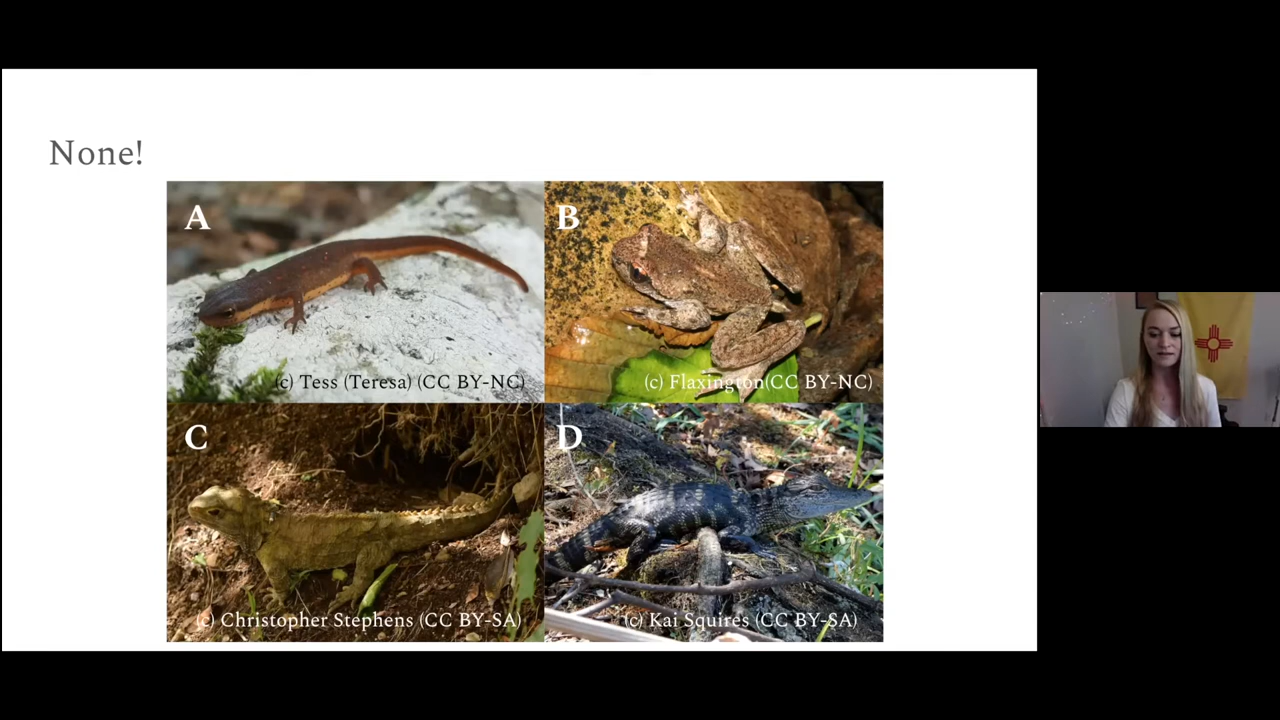 None!
A
B
(c) Tess (Teresa) (CC BY-NC)
(c) Flaxington(CC BY-NC)
C
D
(c) Christopher Stephens (CC BY-SA)
(c) Kai Squires (CC BY-SA)